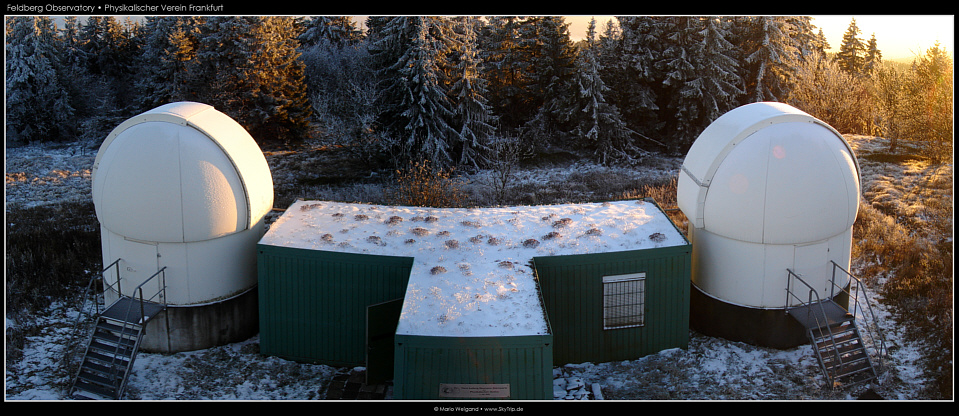 Feldberg Observatory • Physikalischer Verein Frankfurt
© Mario Weigand • www.SkyTrip.de